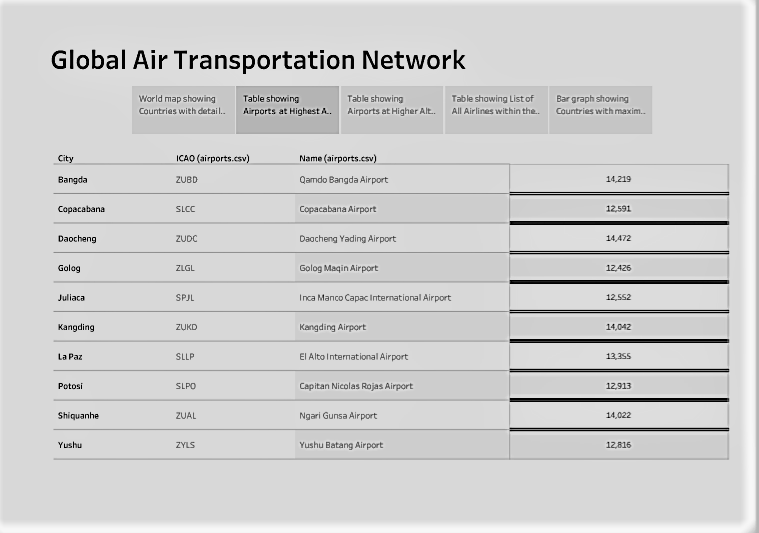 Global Air Transportation Network
World map showing
Countries with detail..
Table showing
Airports at Highest A..
Table showing
Airports at Higher Alt..
Table showing List of
All Airlines within the..
Bar graph showing
Countries with maxim..
City ICAO (airports.csv) Name (airports.csv)
Bangda ZUBD Qamdo Bangda Airport 14,219
Copacabana SLCC Copacabana Airport 12,591
Daocheng ZUDC Daocheng Yading Airport 14,472
Golog ZLGL Golog Maqin Airport 12,426
Juliaca SPJL Inca Manco Capac International Airport 12,552
Kangding ZUKD Kangding Airport 14,042
La Paz SLLP El Alto International Airport 13,355
Potosi SLPO Capitan Nicolas Rojas Airport 12,913
Shiquanhe ZUAL Ngari Gunsa Airport 14,022
Yushu ZYLS Yushu Batang Airport 12,816